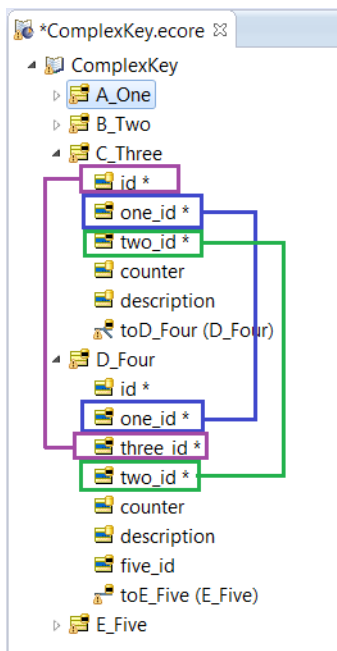 *ComplexKey.ecore
ComplexKey
A_One
B_Two
C_Three
id *
one_id *
two_id *
counter
description
toD_Four (D_Four)
D_Four
id *
one_id *
three_id *
two_id *
counter
description
five_id
toE_Five (E_Five)
E_Five